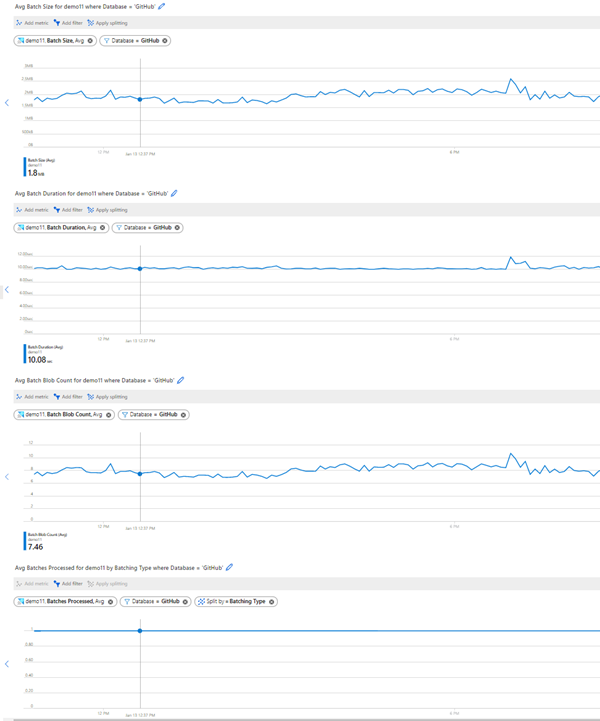 Avg Batch Size for demo11 where Database = 'GitHub'
Add metric Add filter Apply splitting
demo11, Batch Size, Avg Database = GitHub
3MB
2.5MB
2MB
1.5MB
1MB
500kB
0B
12 PM Jan 13 12:37 PM 6 PM
Batch Size (Avg)
demo11
1.8 MB
Avg Batch Duration for demo11 where Database = 'GitHub'
Add metric Add filter Apply splitting
demo11, Batch Duration, Avg Database = GitHub
12.00sec
10.00sec
8.00sec
6.00sec
4.00sec
2.00sec
0sec
12 PM Jan 13 12:37 PM 6 PM
Batch Duration (Avg)
demo11
10.08 sec
Avg Batch Blob Count for demo11 where Database = 'GitHub'
Add metric Add filter Apply splitting
demo11, Batch Blob Count, Avg Database = GitHub
12
10
8
6
4
2
0
12 PM Jan 13 12:37 PM 6 PM
Batch Blob Count (Avg)
demo11
7.46
Avg Batches Processed for demo11 by Batching Type where Database = 'GitHub'
Add metric Add filter Apply splitting
demo11, Batches Processed, Avg Database = GitHub Split by = Batching Type
1
0.80
0.60
0.40
0.20
0
12 PM Jan 13 12:37 PM 6 PM